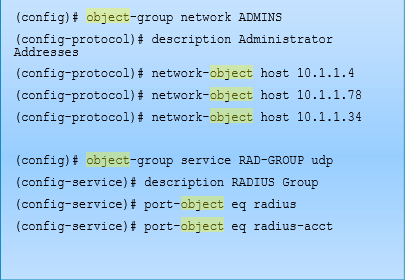 (config)# object-group network ADMINS
(config-protocol)# description Administrator
Addresses
(config-protocol)# network-object host 10.1.1.4
(config-protocol)# network-object host 10.1.1.78
(config-protocol)# network-object host 10.1.1.34
(config)# object-group service RAD-GROUP udp
(config-service)# description RADIUS Group
(config-service)# port-object eq radius
(config-service)# port-object eq radius-acct